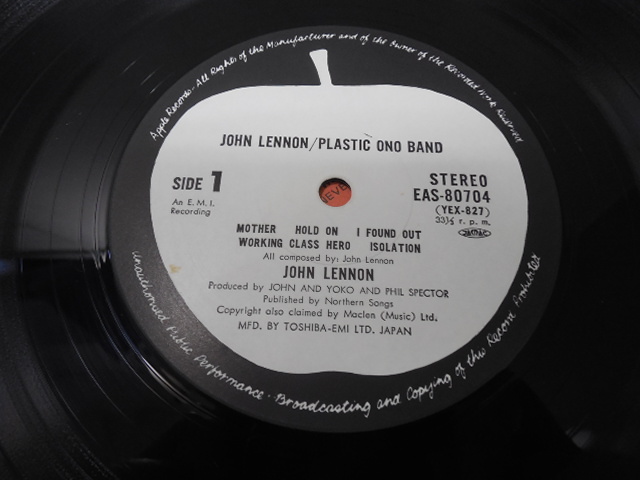 Apple Records-All Rights of the Manufacturer and of the Owner of the Recorded Work Reserved
JOHN LENNON/PLASTIC ONO BAND
SIDE 1
STEREO
EAS-80704
(YEX-827)
33⅓ r. p. m.
An E. M. I.
Recording
MOTHER HOLD ON I FOUND OUT
WORKING CLASS HERO ISOLATION
All composed by: John Lennon
JOHN LENNON
Produced by JOHN AND YOKO AND PHIL SPECTOR
Published by Northern Songs
Copyright also claimed by Maclen (Music) Ltd.
MFD. BY TOSHIBA-EMI LTD. JAPAN
Unauthorised Public Performance. Broadcasting and Copying of this Record Prohibited